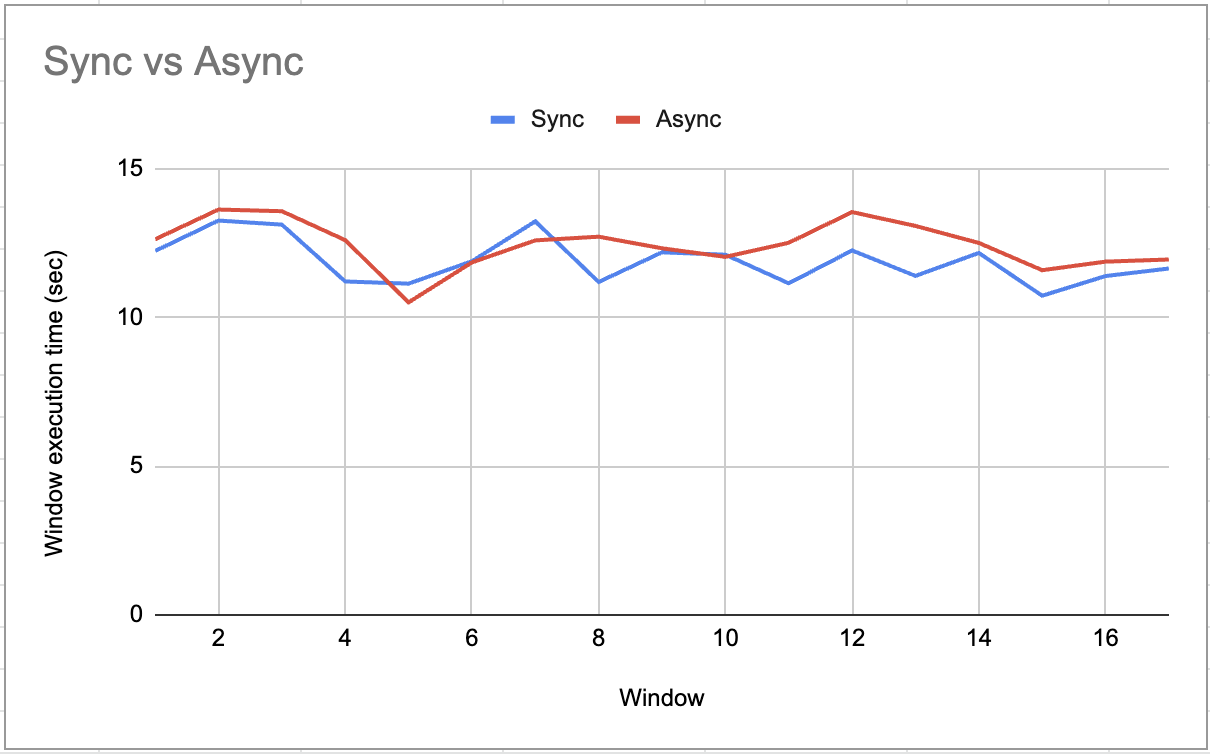 Sync vs Async
Sync Async
15
10
5
0
Window execution time (sec)
2 4 6 8 10 12 14 16
Window